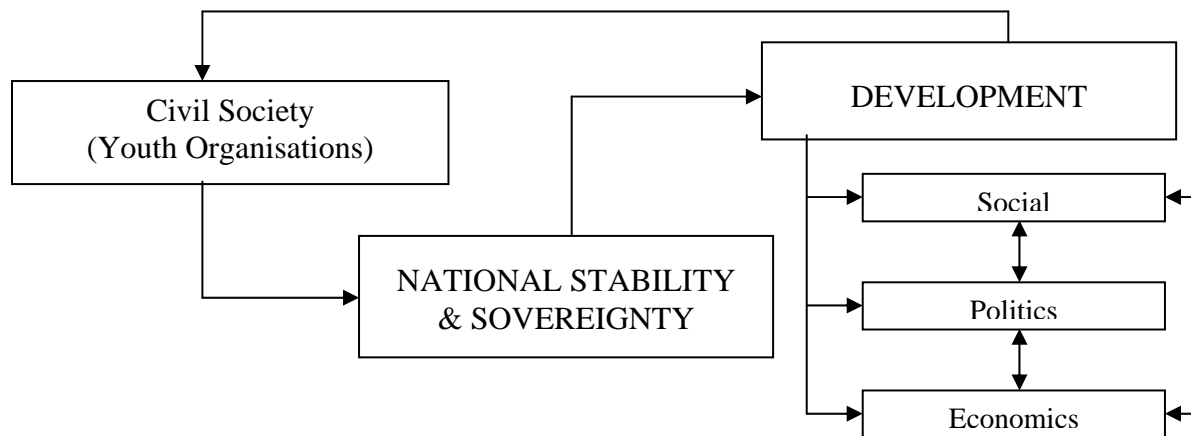 Civil Society
(Youth Organisations)
DEVELOPMENT
NATIONAL STABILITY
& SOVEREIGNTY
Social
Politics
Economics